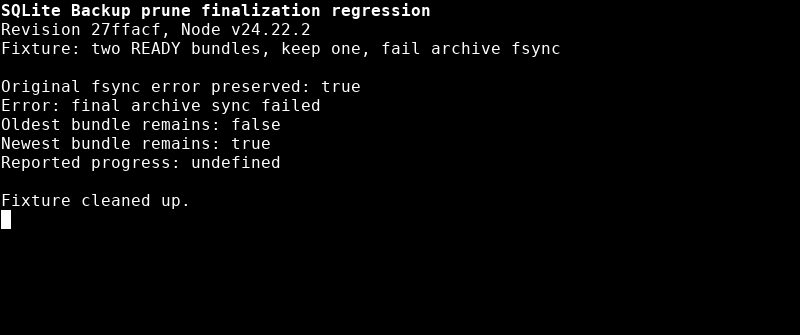 SQLite Backup prune finalization regression
Revision 27ffacf, Node v24.22.2
Fixture: two READY bundles, keep one, fail archive fsync
Original fsync error preserved: true
Error: final archive sync failed
Oldest bundle remains: false
Newest bundle remains: true
Reported progress: undefined
Fixture cleaned up.